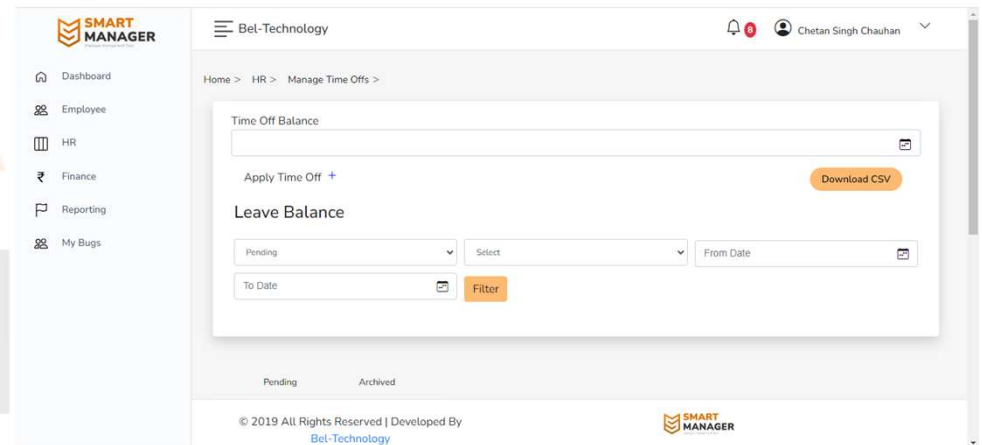 SMART
MANAGER
Bel-Technology
8
Chetan Singh Chauhan
Dashboard
Employee
HR
Finance
Reporting
My Bugs
Home > HR > Manage Time Offs >
Time Off Balance
Apply Time Off +
Download CSV
Leave Balance
Pending
Select
From Date
To Date
Filter
Pending
Archived
© 2019 All Rights Reserved | Developed By
Bel-Technology
SMART
MANAGER